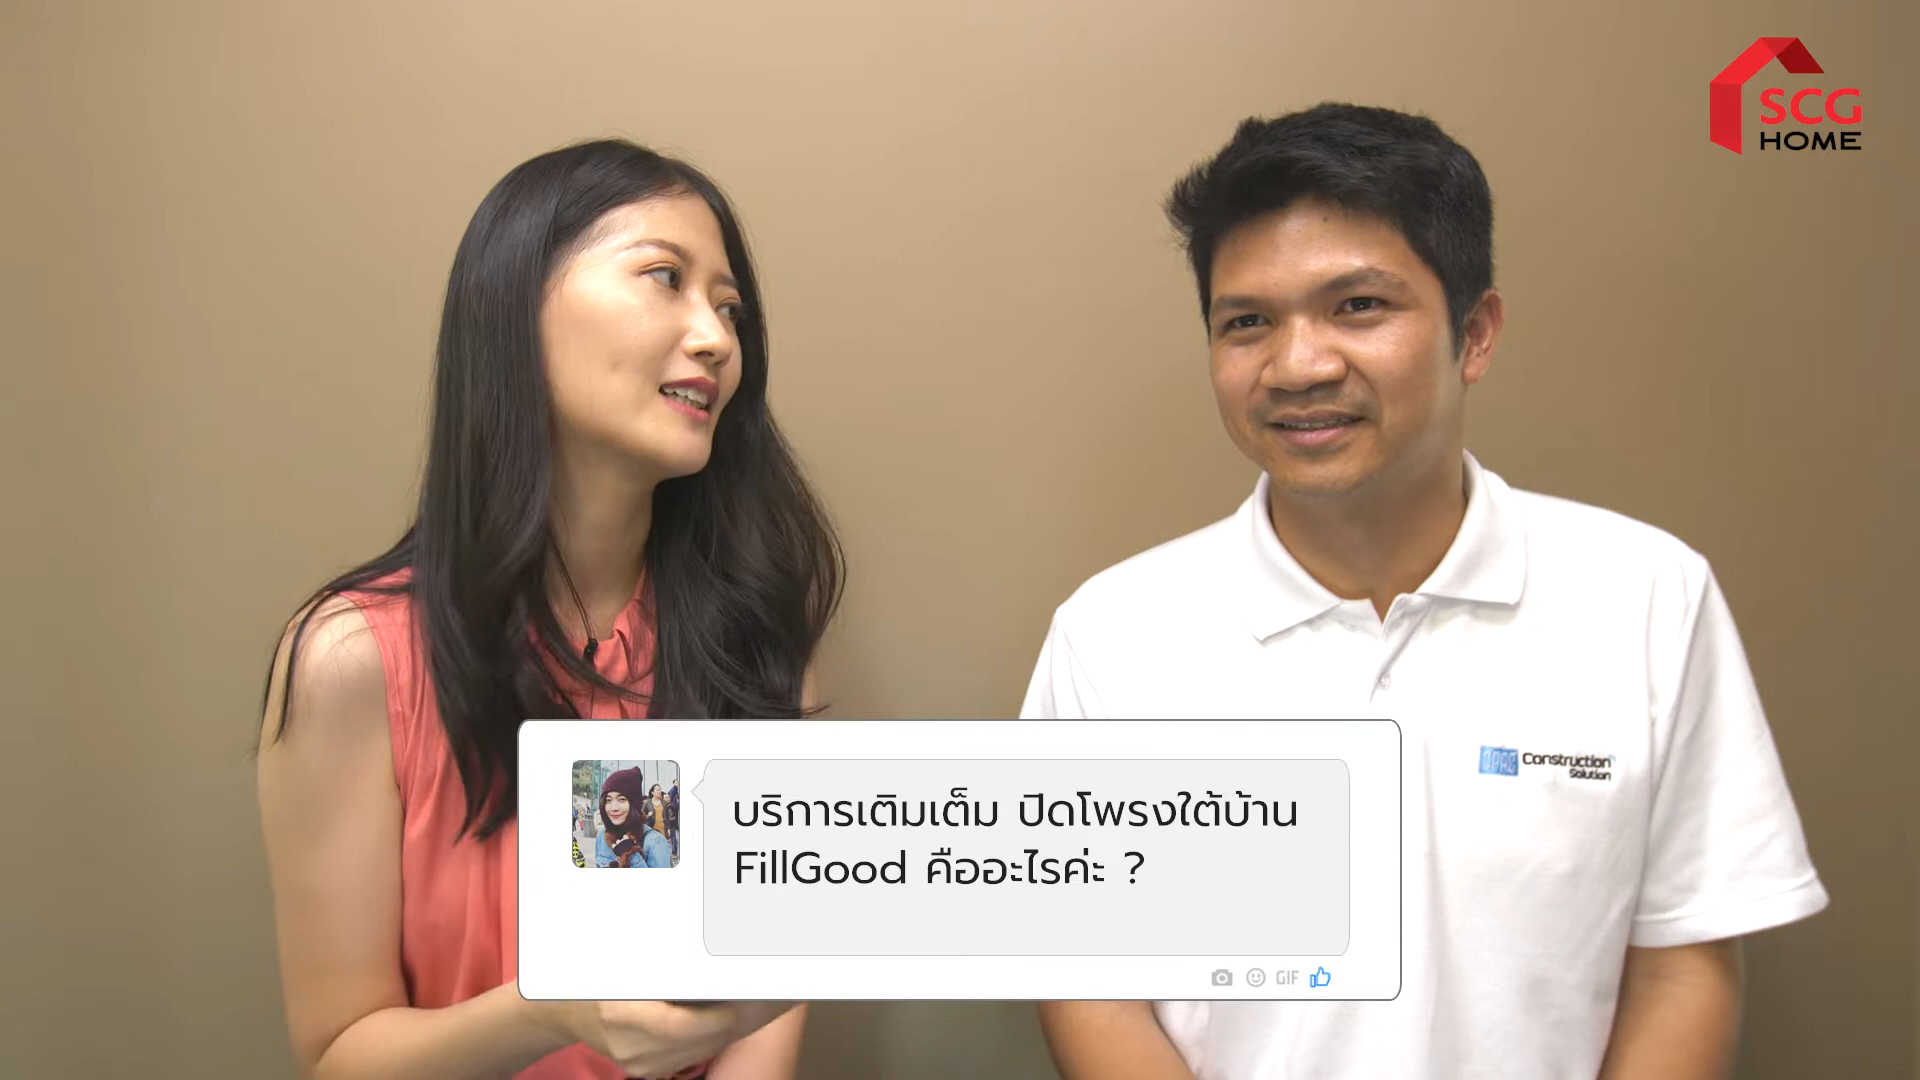 SCG
HOME
CPAC Construction
Solution
บริการเติมเต็ม ปิดโพรงใต้บ้าน
FillGood คืออะไรค่ะ ?
GIF